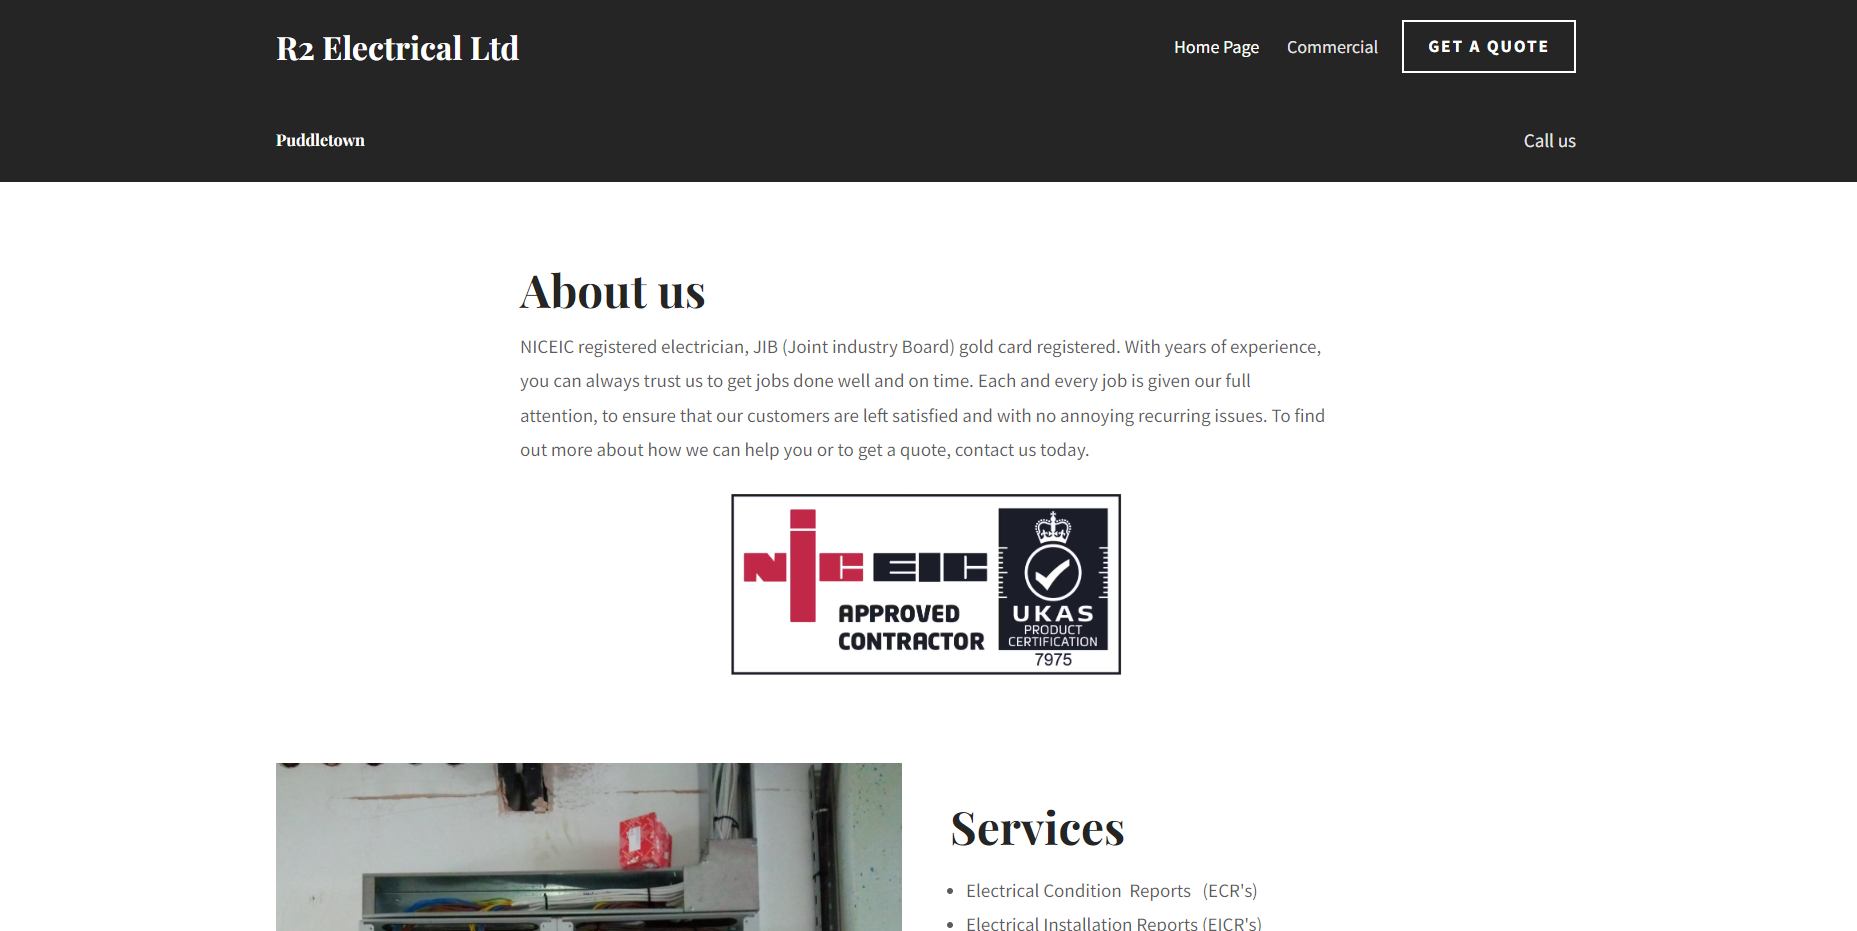 R2 Electrical Ltd
Home Page
Commercial
GET A QUOTE
Puddletown
Call us
About us
NICEIC registered electrician, JIB (Joint industry Board) gold card registered. With years of experience,
you can always trust us to get jobs done well and on time. Each and every job is given our full
attention, to ensure that our customers are left satisfied and with no annoying recurring issues. To find
out more about how we can help you or to get a quote, contact us today.
NICEIC
APPROVED
CONTRACTOR
UKAS
PRODUCT
CERTIFICATION
7975
Services
• Electrical Condition  Reports   (ECR's)
• Electrical Installation Reports (EICR's)